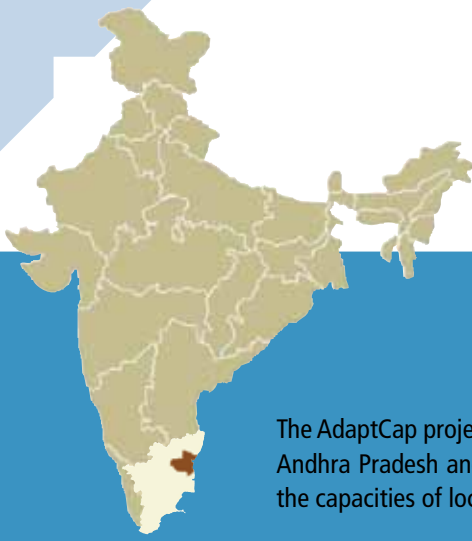 The AdaptCap proje
Andhra Pradesh an
the capacities of loc